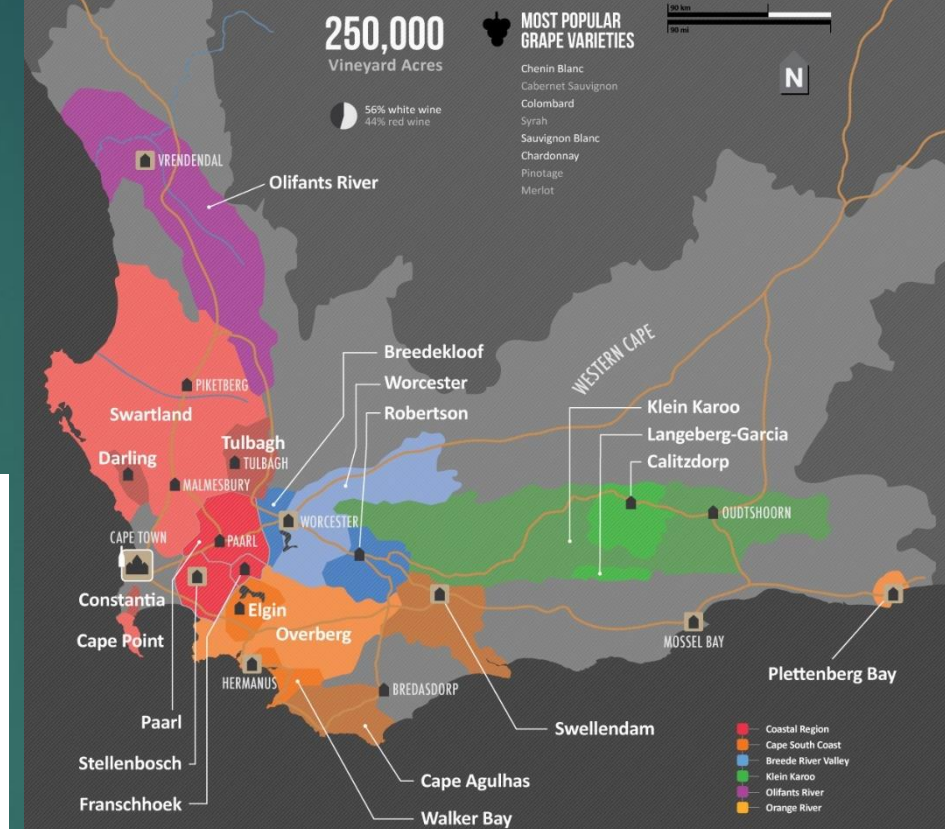 250,000
Vineyard Acres
56% white wine
44% red wine
MOST POPULAR
GRAPE VARIETIES
Chenin Blanc
Cabernet Sauvignon
Colombard
Syrah
Sauvignon Blanc
Chardonnay
Pinotage
Merlot
90 km
90 mi
N
VRENDENDAL
Olifants River
WESTERN CAPE
Breedekloof
Worcester
Robertson
Klein Karoo
Langeberg-Garcia
Calitzdorp
PIKETBERG
Swartland
Tulbagh
TULBAGH
Darling
MALMESBURY
WORCESTER
OUDTSHOORN
CAPE TOWN
PAARL
Constantia
Elgin
Cape Point
Overberg
MOSSEL BAY
HERMANUS
BREDASDORP
Plettenberg Bay
Paarl
Swellendam
Stellenbosch
Cape Agulhas
Franschhoek
Walker Bay
Coastal Region
Cape South Coast
Breede River Valley
Klein Karoo
Olifants River
Orange River